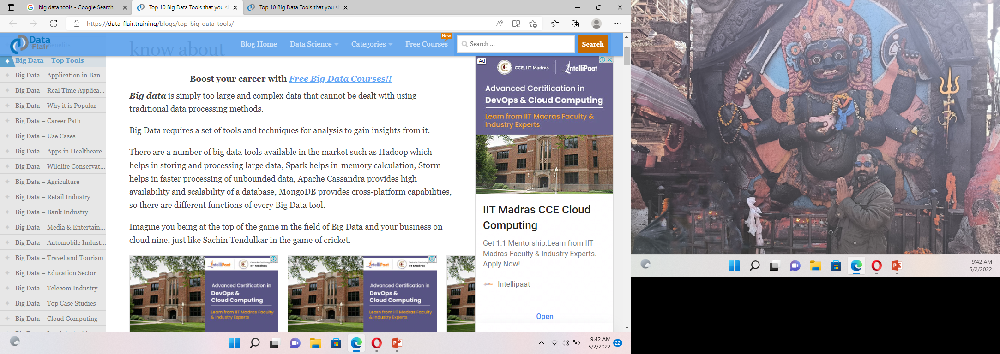 big data tools - Google Search
Top 10 Big Data Tools that you s
Top 10 Big Data Tools that you s
https://data-flair.training/blogs/top-big-data-tools/
Data
Flair
know about
Blog Home
Data Science
Categories
Free Courses
New
Search ...
Search
Big Data – Top Tools
Big Data – Application in Ban...
Big Data – Real Time Applica...
Big Data – Why it is Popular
Big Data – Career Path
Big Data – Use Cases
Big Data – Apps in Healthcare
Big Data – Wildlife Conservat...
Big Data – Agriculture
Big Data – Retail Industry
Big Data – Bank Industry
Big Data – Media & Entertain...
Big Data – Automobile Indust...
Big Data – Travel and Tourism
Big Data – Education Sector
Big Data – Telecom Industry
Big Data – Top Case Studies
Big Data – Cloud Computing
Boost your career with Free Big Data Courses!!
Big data is simply too large and complex data that cannot be dealt with using
traditional data processing methods.
Big Data requires a set of tools and techniques for analysis to gain insights from it.
There are a number of big data tools available in the market such as Hadoop which
helps in storing and processing large data, Spark helps in-memory calculation, Storm
helps in faster processing of unbounded data, Apache Cassandra provides high
availability and scalability of a database, MongoDB provides cross-platform capabilities,
so there are different functions of every Big Data tool.
Imagine you being at the top of the game in the field of Big Data and your business on
cloud nine, just like Sachin Tendulkar in the game of cricket.
IntelliPaat
IIT Madras
Advanced Certification in
DevOps &
Cloud Computing
Learn from IIT Madras Faculty
& Industry Experts
IntelliPaat
IIT Madras
Advanced Certification in
DevOps &
Cloud Computing
Learn from IIT Madras Faculty
& Industry Experts
Ad
CCE, IIT Madras
IntelliPaat
Advanced Certification in
DevOps & Cloud Computing
Learn from IIT Madras Faculty &
Industry Experts
IIT Madras CCE Cloud
Computing
Get 1:1 Mentorship.Learn from IIT
Madras Faculty & Industry Experts.
Apply Now!
Intellipaat
Open
9:42 AM
5/2/2022
22
9:42 AM
5/2/2022